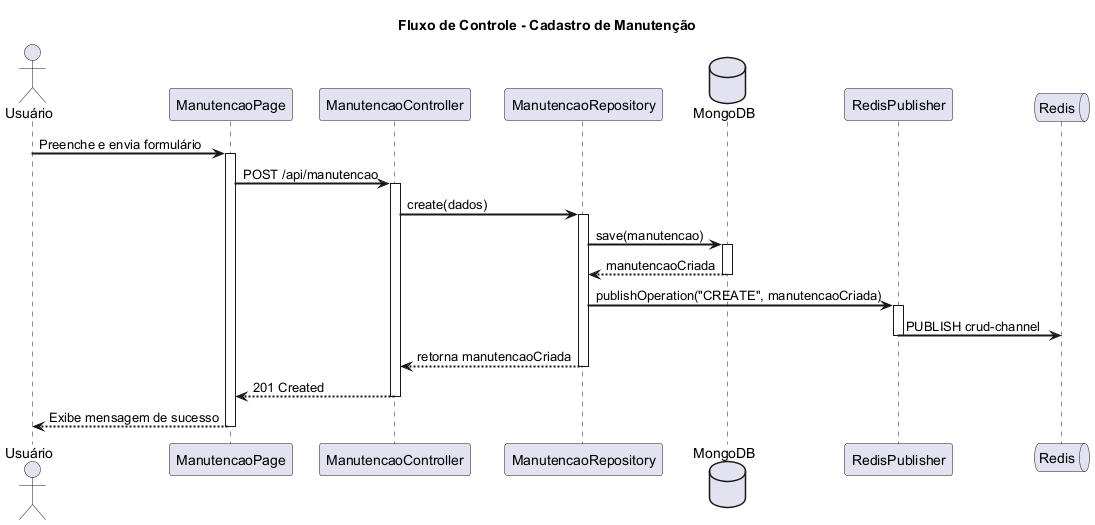 Fluxo de Controle - Cadastro de Manutenção
Usuário
ManutencaoPage
ManutencaoController
ManutencaoRepository
MongoDB
RedisPublisher
Redis
Preenche e envia formulário
POST /api/manutencao
create(dados)
save(manutencao)
manutencaoCriada
publishOperation("CREATE", manutencaoCriada)
PUBLISH crud-channel
retorna manutencaoCriada
201 Created
Exibe mensagem de sucesso
Usuário
ManutencaoPage
ManutencaoController
ManutencaoRepository
MongoDB
RedisPublisher
Redis